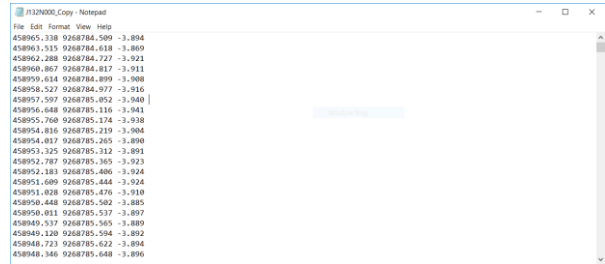 J132N000_Copy - Notepad
File Edit Format View Help
458965.338 9268784.509 -3.894
458963.515 9268784.618 -3.869
458962.288 9268784.727 -3.921
458960.867 9268784.817 -3.911
458959.614 9268784.899 -3.908
458958.527 9268784.977 -3.916
458957.597 9268785.052 -3.940
458956.648 9268785.116 -3.941
458955.760 9268785.174 -3.938
458954.816 9268785.219 -3.904
458954.017 9268785.265 -3.890
458953.325 9268785.312 -3.891
458952.787 9268785.365 -3.923
458952.183 9268785.406 -3.924
458951.609 9268785.444 -3.924
458951.028 9268785.476 -3.910
458950.448 9268785.502 -3.885
458950.011 9268785.537 -3.897
458949.537 9268785.565 -3.889
458949.120 9268785.594 -3.892
458948.723 9268785.622 -3.894
458948.346 9268785.648 -3.896